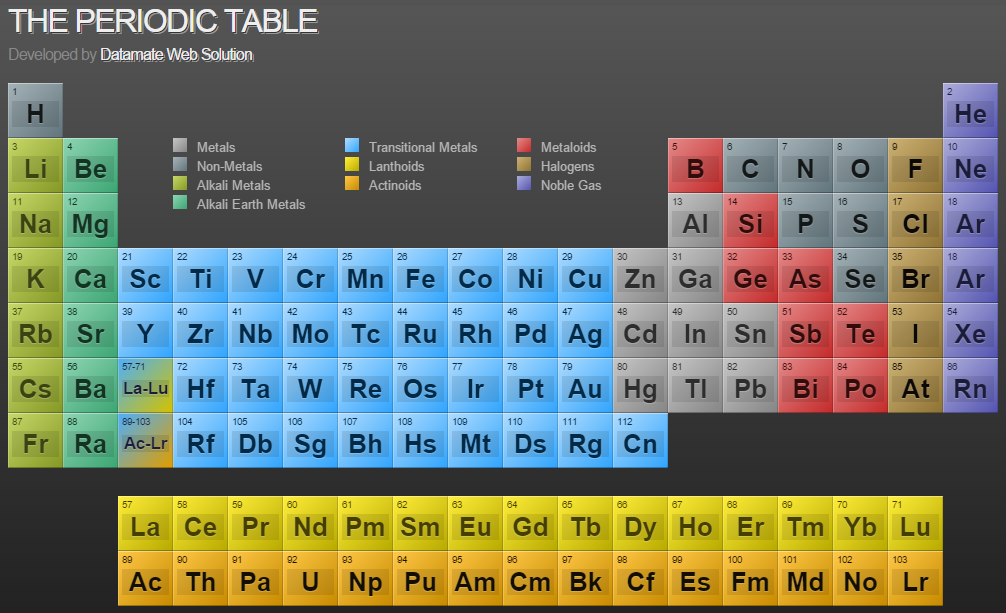 THE PERIODIC TABLE
Developed by Datamate Web Solution
1 2
H He
Metals Transitional Metals Metaloids
Non-Metals Lanthoids Halogens
Alkali Metals Actinoids Noble Gas
Alkali Earth Metals
3 4 5 6 7 8 9 10
Li Be B C N O F Ne
11 12 13 14 15 16 17 18
Na Mg Al Si P S Cl Ar
19 20 21 22 23 24 25 26 27 28 29 30 31 32 33 34 35 18
K Ca Sc Ti V Cr Mn Fe Co Ni Cu Zn Ga Ge As Se Br Ar
37 38 39 40 41 42 43 44 45 46 47 48 49 50 51 52 53 54
Rb Sr Y Zr Nb Mo Tc Ru Rh Pd Ag Cd In Sn Sb Te I Xe
55 56 57-71 72 73 74 75 76 77 78 79 80 81 82 83 84 85 86
Cs Ba La-Lu Hf Ta W Re Os Ir Pt Au Hg Tl Pb Bi Po At Rn
87 88 89-103 104 105 106 107 108 109 110 111 112
Fr Ra Ac-Lr Rf Db Sg Bh Hs Mt Ds Rg Cn
57 58 59 60 61 62 63 64 65 66 67 68 69 70 71
La Ce Pr Nd Pm Sm Eu Gd Tb Dy Ho Er Tm Yb Lu
89 90 91 92 93 94 95 96 97 98 99 100 101 102 103
Ac Th Pa U Np Pu Am Cm Bk Cf Es Fm Md No Lr